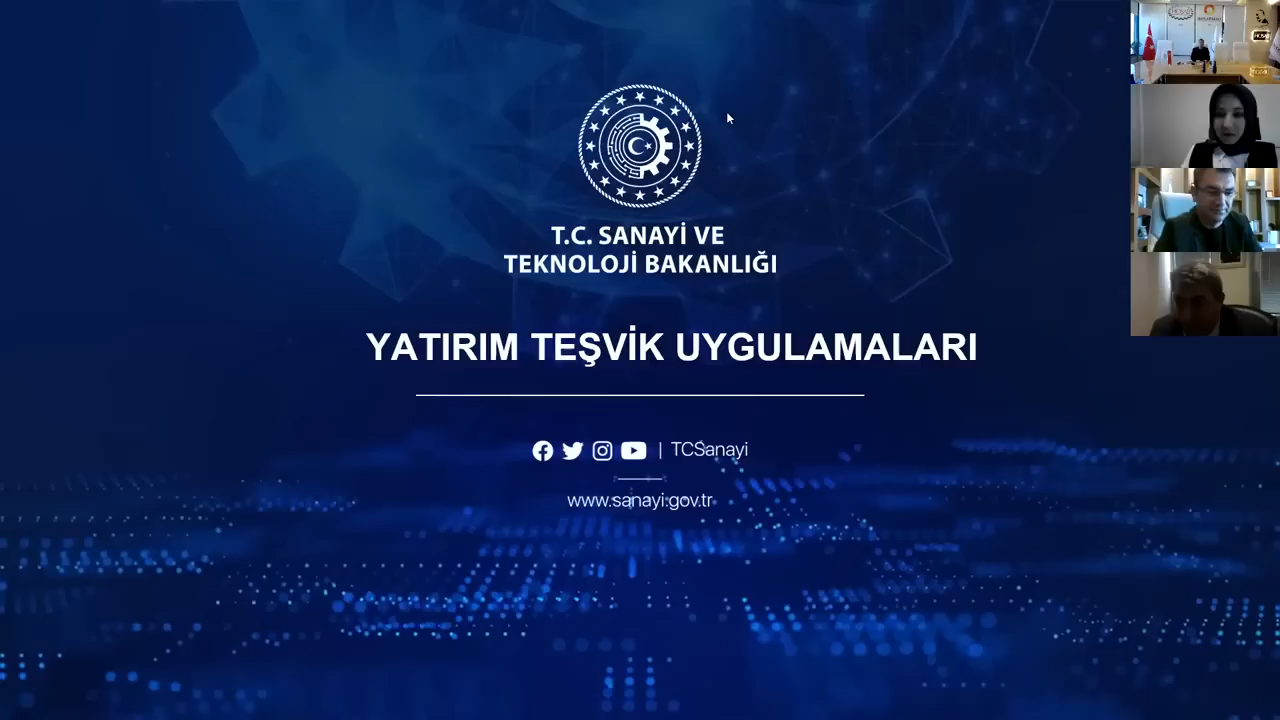 T.C. SANAYİ VE
TEKNOLOJİ BAKANLIĞI
YATIRIM TEŞVİK UYGULAMALARI
| TCSanayi
www.sanayi.gov.tr